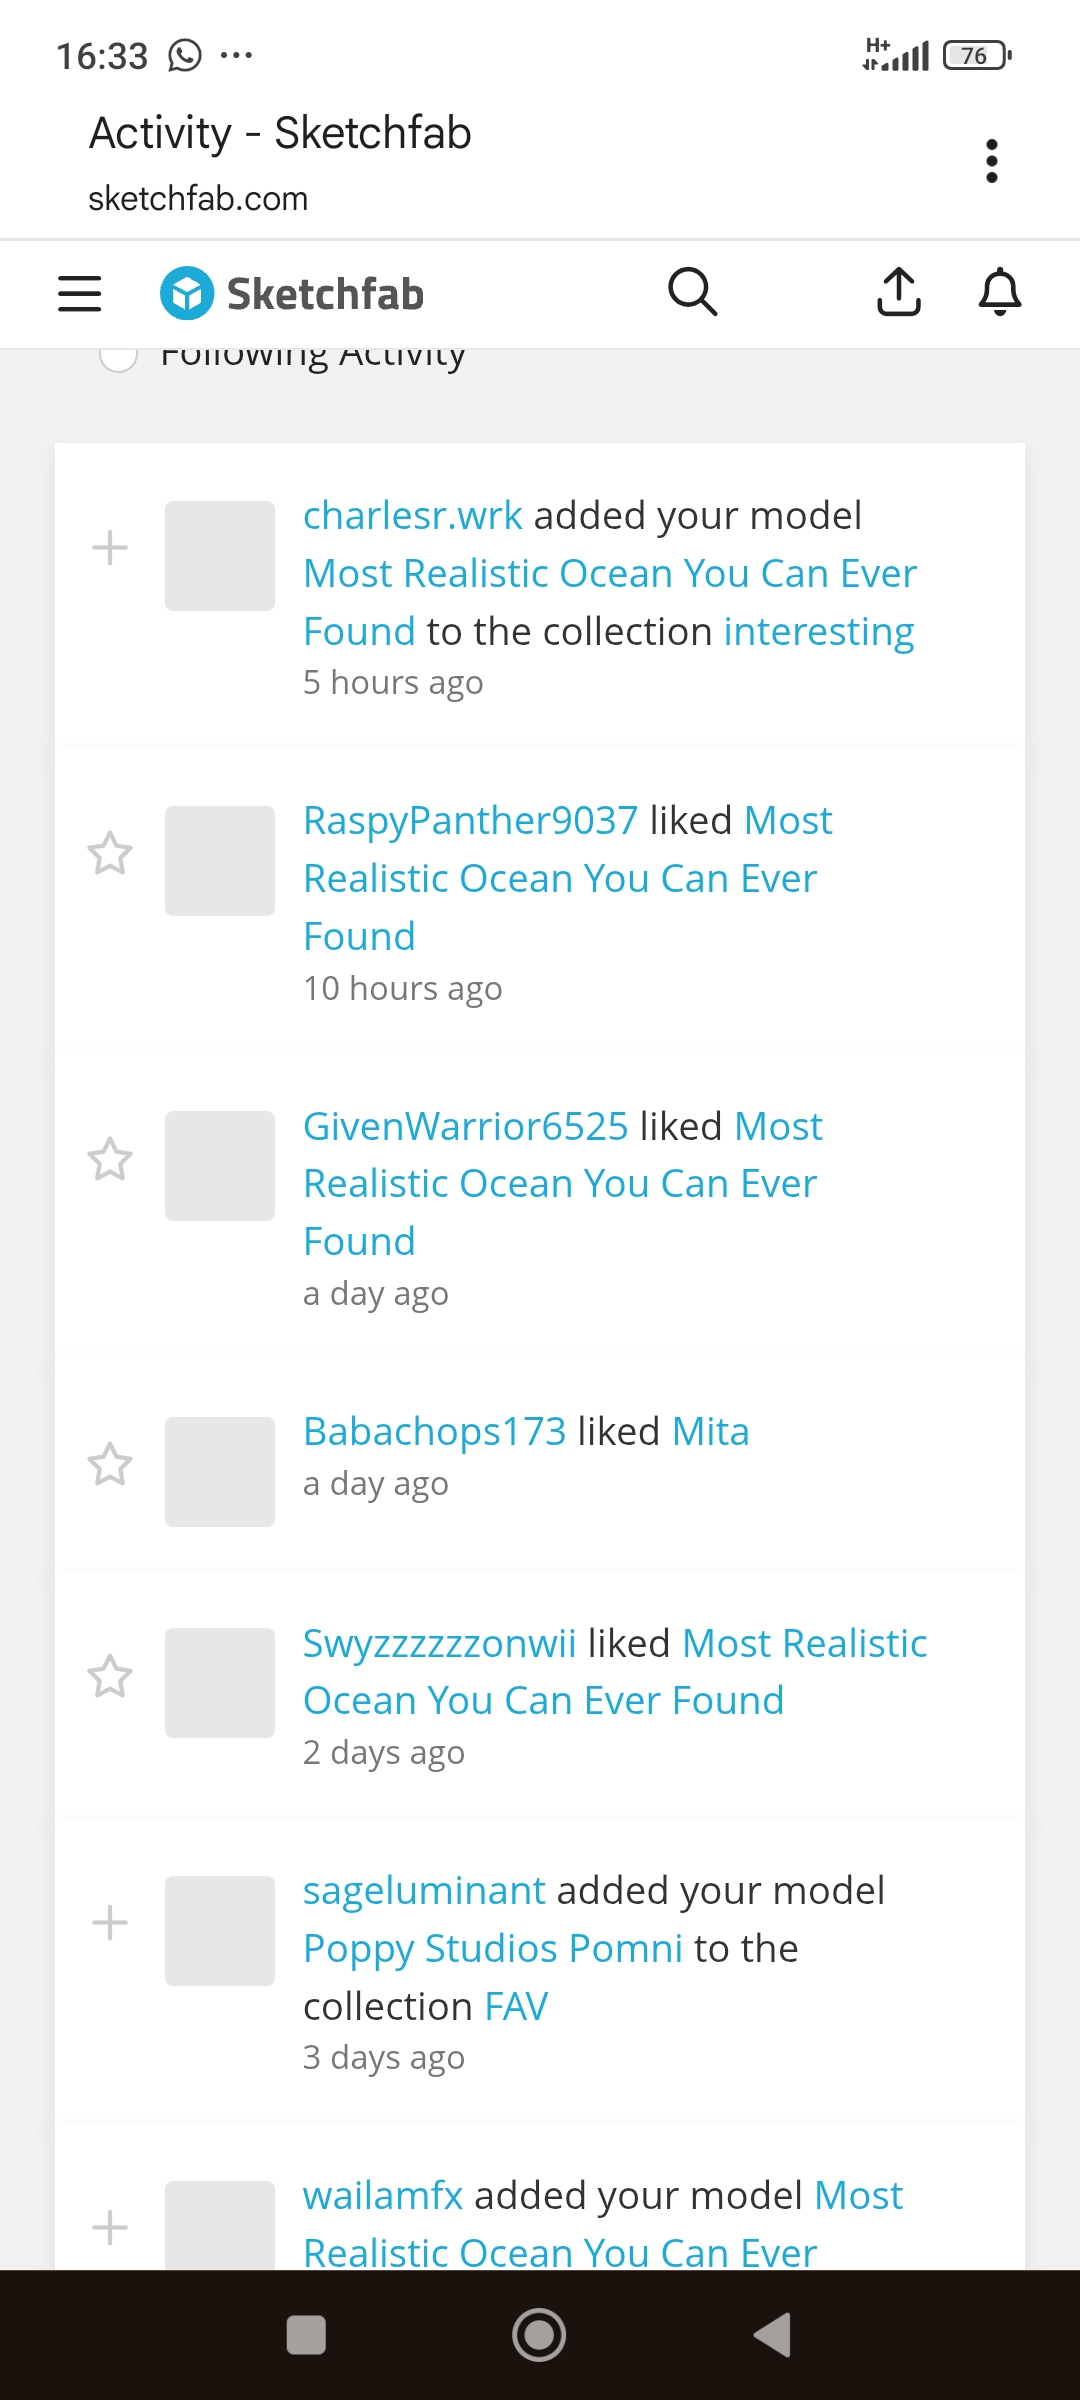 16:33
H+
76
Activity - Sketchfab
sketchfab.com
Sketchfab
Following Activity
charlesr.wrk added your model
Most Realistic Ocean You Can Ever
Found to the collection interesting
5 hours ago
RaspyPanther9037 liked Most
Realistic Ocean You Can Ever
Found
10 hours ago
GivenWarrior6525 liked Most
Realistic Ocean You Can Ever
Found
a day ago
Babachops173 liked Mita
a day ago
Swyzzzzzzonwii liked Most Realistic
Ocean You Can Ever Found
2 days ago
sageluminant added your model
Poppy Studios Pomni to the
collection FAV
3 days ago
wailamfx added your model Most
Realistic Ocean You Can Ever